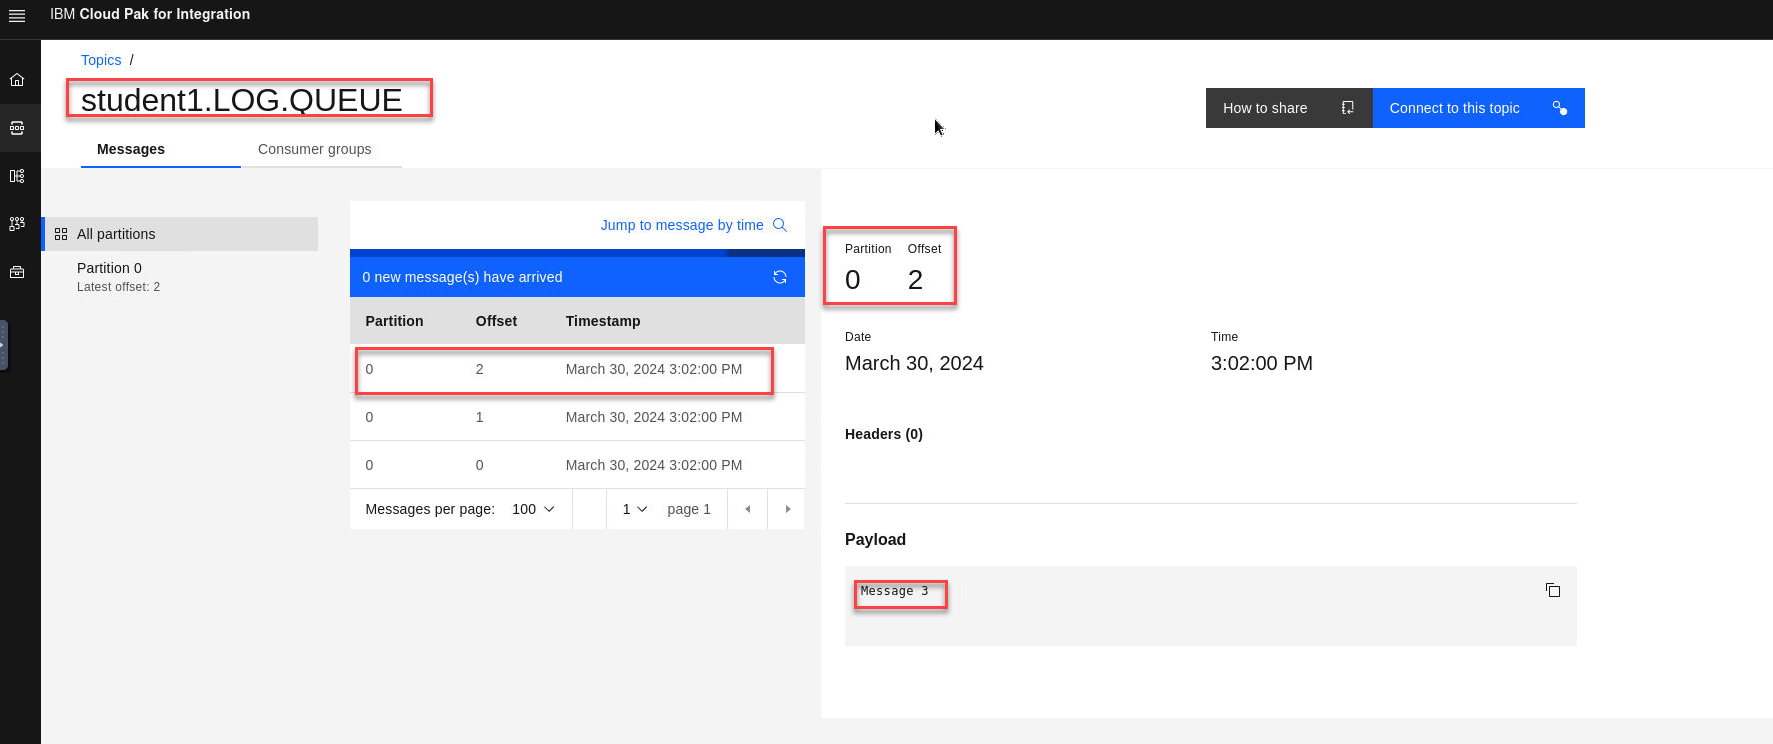 IBM Cloud Pak for Integration
Topics /
student1.LOG.QUEUE
How to share
Connect to this topic
Messages
Consumer groups
All partitions
Partition 0
Latest offset: 2
Jump to message by time
0 new message(s) have arrived
Partition Offset Timestamp
0 2 March 30, 2024 3:02:00 PM
0 1 March 30, 2024 3:02:00 PM
0 0 March 30, 2024 3:02:00 PM
Messages per page: 100 1 page 1
Partition Offset
0 2
Date Time
March 30, 2024 3:02:00 PM
Headers (0)
Payload
Message 3